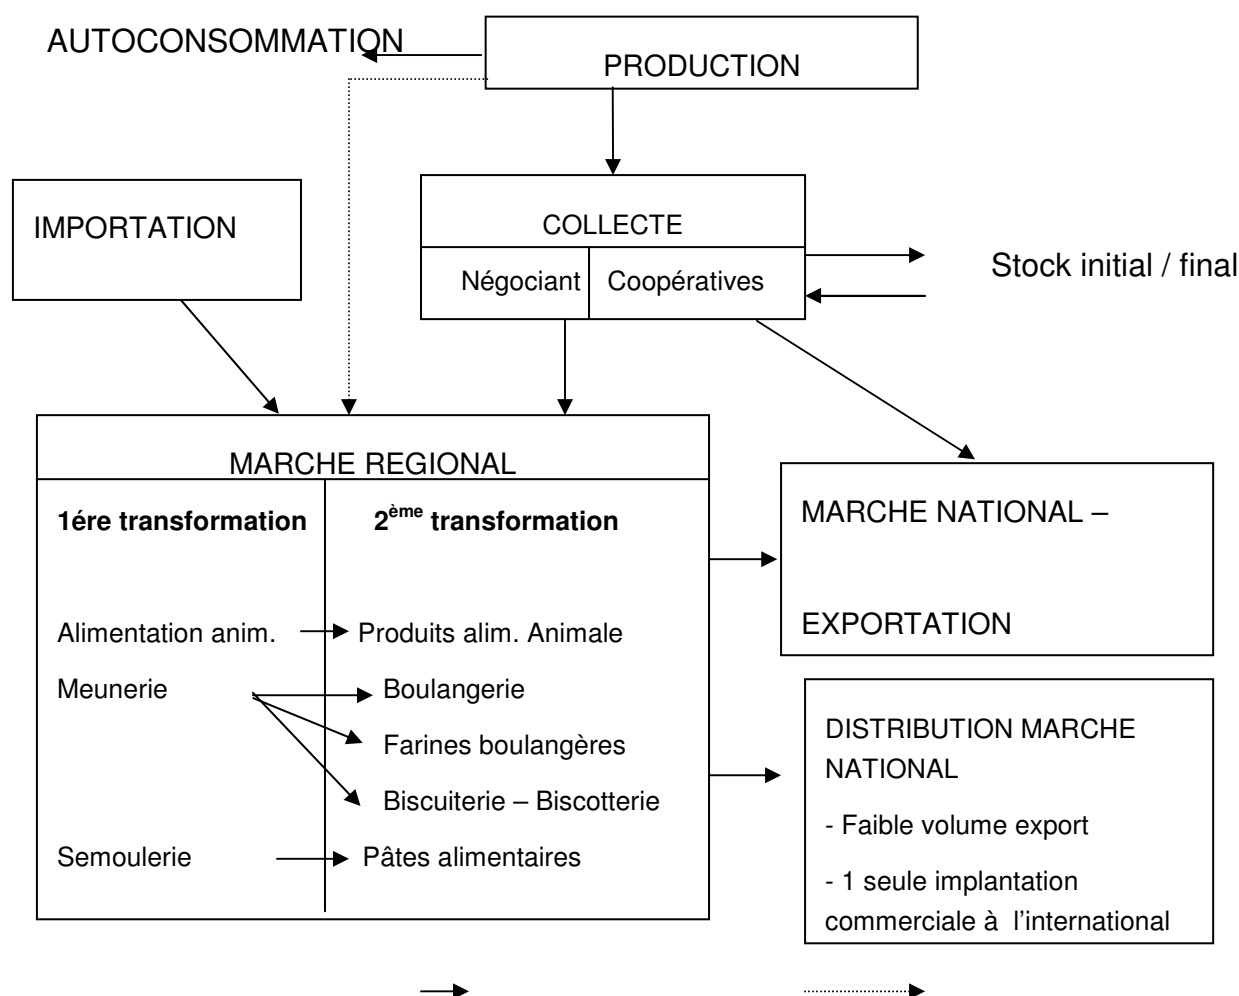 AUTOCONSOMMATION
PRODUCTION
IMPORTATION
COLLECTE
Négociant
Coopératives
Stock initial / final
MARCHE REGIONAL
1ére transformation
2ème transformation
Alimentation anim.
Produits alim. Animale
Meunerie
Boulangerie
Farines boulangères
Biscuiterie – Biscotterie
Semoulerie
Pâtes alimentaires
MARCHE NATIONAL –
EXPORTATION
DISTRIBUTION MARCHE
NATIONAL
- Faible volume export
- 1 seule implantation
commerciale à l'international